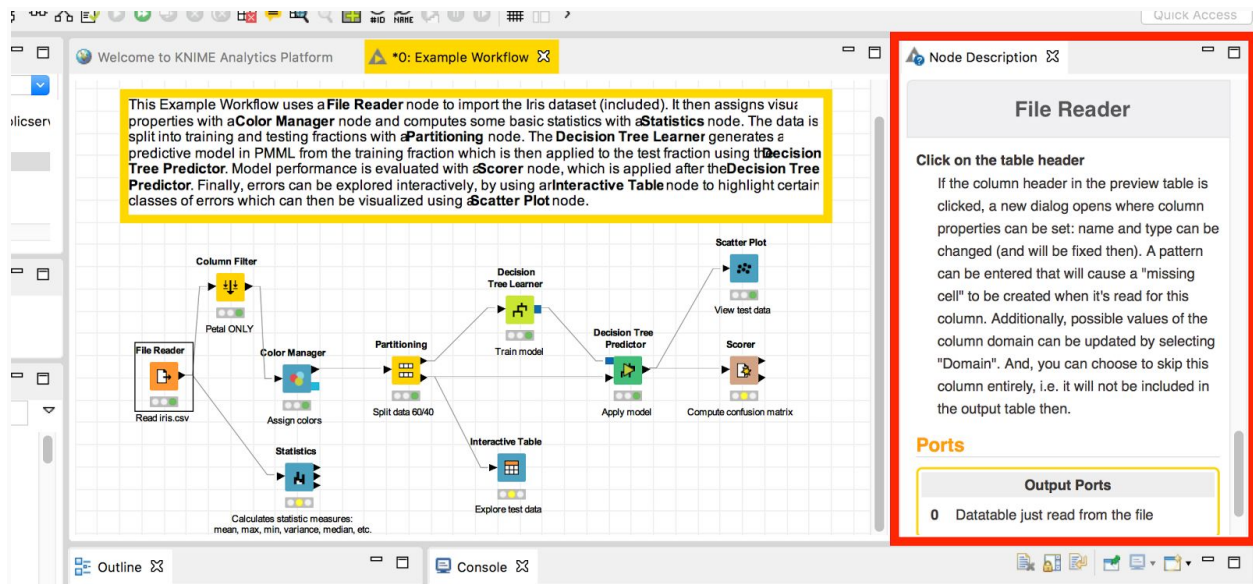 #ID
NAME
Quick Access
Welcome to KNIME Analytics Platform
*0: Example Workflow
Node Description
This Example Workflow uses a File Reader node to import the Iris dataset (included). It then assigns
properties with a Color Manager node and computes some basic statistics with a Statistics node. The data is
split into training and testing fractions with a Partitioning node. The Decision Tree Learner generates a
predictive model in PMML from the training fraction which is then applied to the test fraction using the Decision
Tree Predictor. Model performance is evaluated with a Scorer node, which is applied after the Decision Tree
Predictor. Finally, errors can be explored interactively, by using an Interactive Table node to highlight certain
classes of errors which can then be visualized using a Scatter Plot node.
Column Filter
Petal ONLY
File Reader
Read iris.csv
Color Manager
Assign colors
Statistics
Calculates statistic measures:
mean, max, min, variance, median, etc.
Partitioning
Split data 60/40
Decision
Tree Learner
Train model
Interactive Table
Explore test data
Decision Tree
Predictor
Apply model
Scatter Plot
View test data
Scorer
Compute confusion matrix
File Reader
Click on the table header
If the column header in the preview table is
clicked, a new dialog opens where column
properties can be set: name and type can be
changed (and will be fixed then). A pattern
can be entered that will cause a "missing
cell" to be created when it's read for this
column. Additionally, possible values of the
column domain can be updated by selecting
"Domain". And, you can choose to skip this
column entirely, i.e. it will not be included in
the output table then.
Ports
Output Ports
0 Datatable just read from the file
Outline
Console